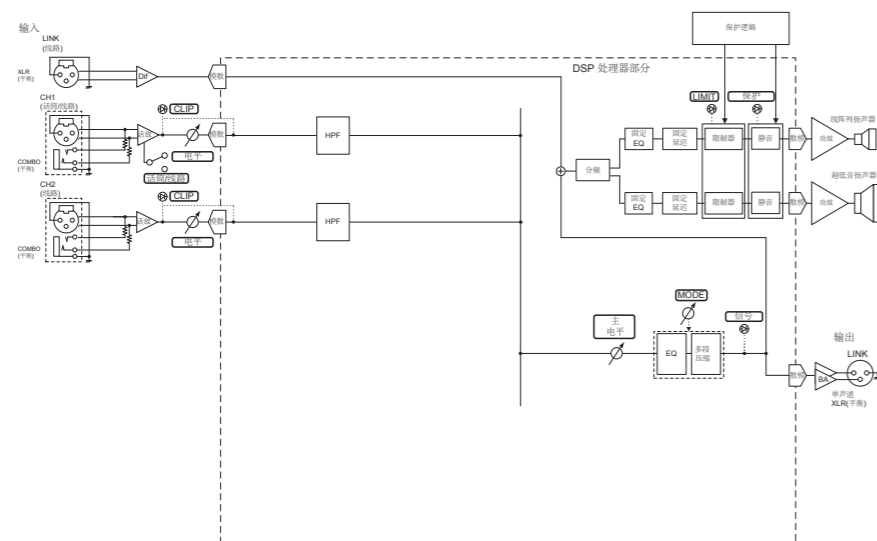 输入
LINK
(线路)
XLR
(平衡)
Dif
模数
DSP 处理器部分
保护逻辑
CH1
(话筒/线路)
COMBO
(平衡)
话放
CLIP
电平
话筒/线路
模数
HPF
CH2
(线路)
COMBO
(平衡)
话放
CLIP
电平
模数
HPF
分频
固定
EQ
固定
延迟
LIMIT
限制器
保护
静音
数模
功放
线阵列扬声器
固定
EQ
固定
延迟
限制器
静音
数模
功放
超低音扬声器
主
电平
MODE
EQ
多段
压缩
信号
数模
BA
输出
LINK
单声道
XLR(平衡)